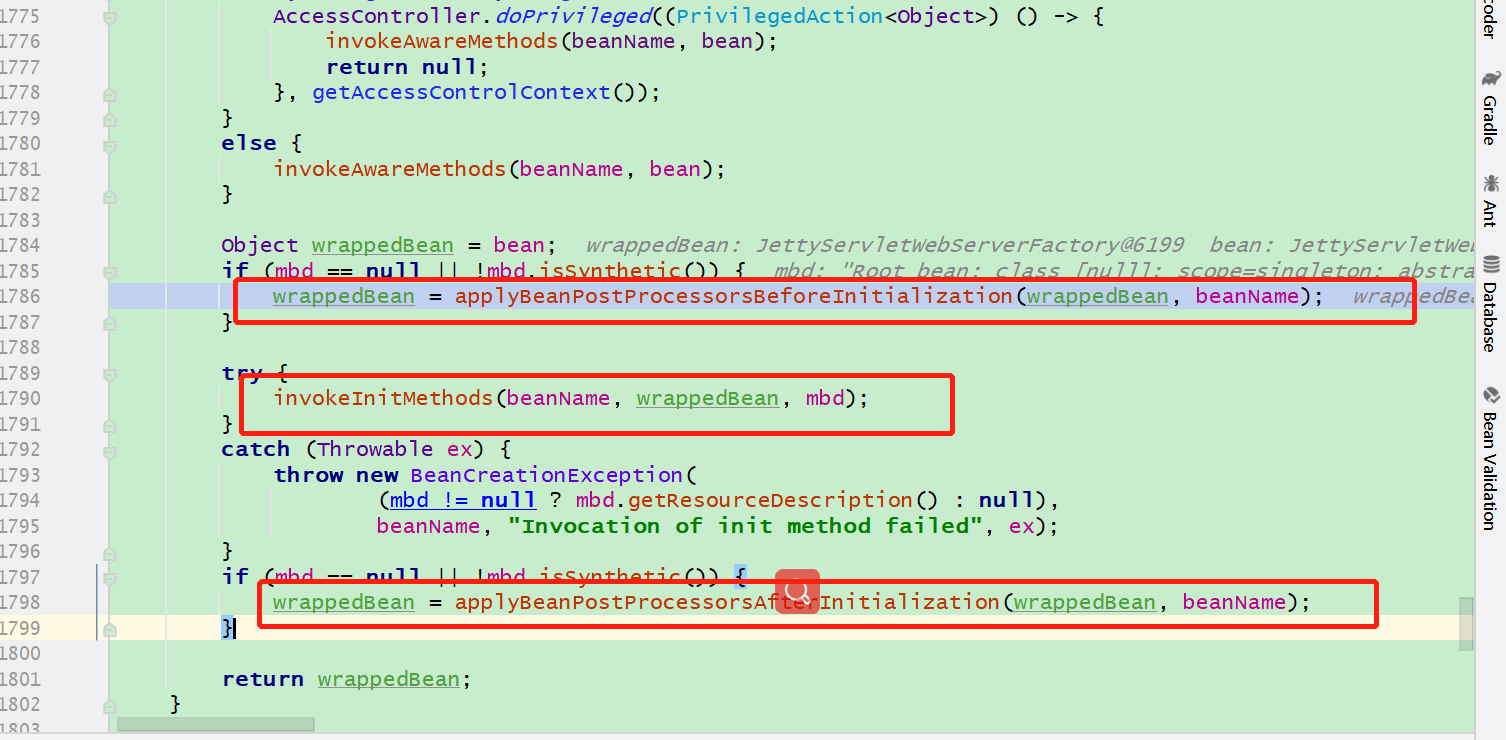 1775 AccessController.doPrivileged((PrivilegedAction<Object>) () -> {
1776 invokeAwareMethods(beanName, bean);
1777 return null;
1778 }, getAccessControlContext());
1779 }
1780 else {
1781 invokeAwareMethods(beanName, bean);
1782 }
1783
1784 Object wrappedBean = bean; wrappedBean: JettyServletWebServerFactory@6199 bean: JettyServletWe
1785 if (mbd == null || !mbd.isSynthetic()) { mbd: "Root bean: class [null]; scope=singleton; abstra
1786 wrappedBean = applyBeanPostProcessorsBeforeInitialization(wrappedBean, beanName); wrappedBea
1787 }
1788
1789 try {
1790 invokeInitMethods(beanName, wrappedBean, mbd);
1791 }
1792 catch (Throwable ex) {
1793 throw new BeanCreationException(
1794 (mbd != null ? mbd.getResourceDescription() : null),
1795 beanName, "Invocation of init method failed", ex);
1796 }
1797 if (mbd == null || !mbd.isSynthetic()) {
1798 wrappedBean = applyBeanPostProcessorsAfterInitialization(wrappedBean, beanName);
1799 }
1800
1801 return wrappedBean;
1802 }
1803
coder
Gradle
Ant
Database
Bean Validation